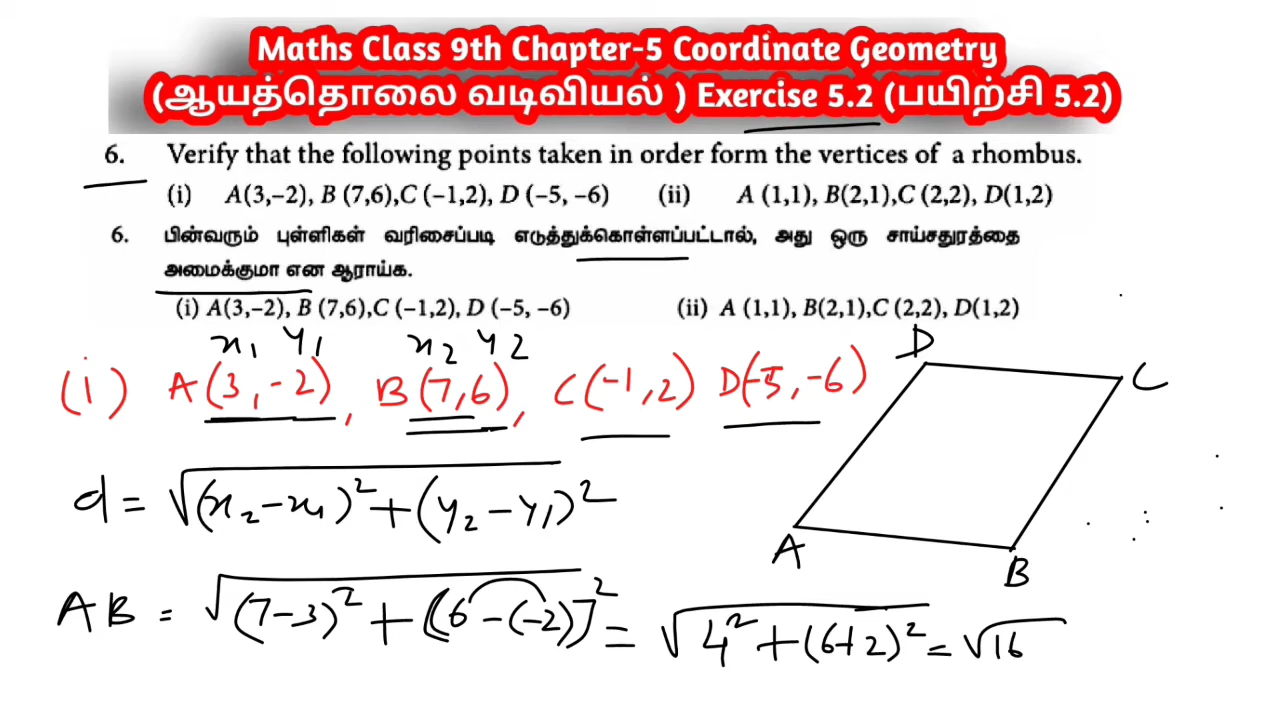 Maths Class 9th Chapter-5 Coordinate Geometry
(ஆயத்தொலை வடிவியல் ) Exercise 5.2 (பயிற்சி 5.2)
6. Verify that the following points taken in order form the vertices of a rhombus.
(i) A(3,−2), B (7,6),C (−1,2), D (−5, −6) (ii) A (1,1), B(2,1),C (2,2), D(1,2)
6. பின்வரும் புள்ளிகள் வரிசைப்படி எடுத்துக்கொள்ளப்பட்டால், அது ஒரு சாய்சதுரத்தை
அமைக்குமா என ஆராய்க.
(i) A(3,−2), B (7,6),C (−1,2), D (−5, −6) (ii) A (1,1), B(2,1),C (2,2), D(1,2)
x₁ y₁ x₂ y₂
(i) A(3,-2), B(7,6), C(-1,2) D(-5,-6)
D
C
d = √(x₂-x₁)²+(y₂-y₁)²
A
B
AB = √(7-3)²+[6-(-2)]² = √4²+(6+2)² = √16